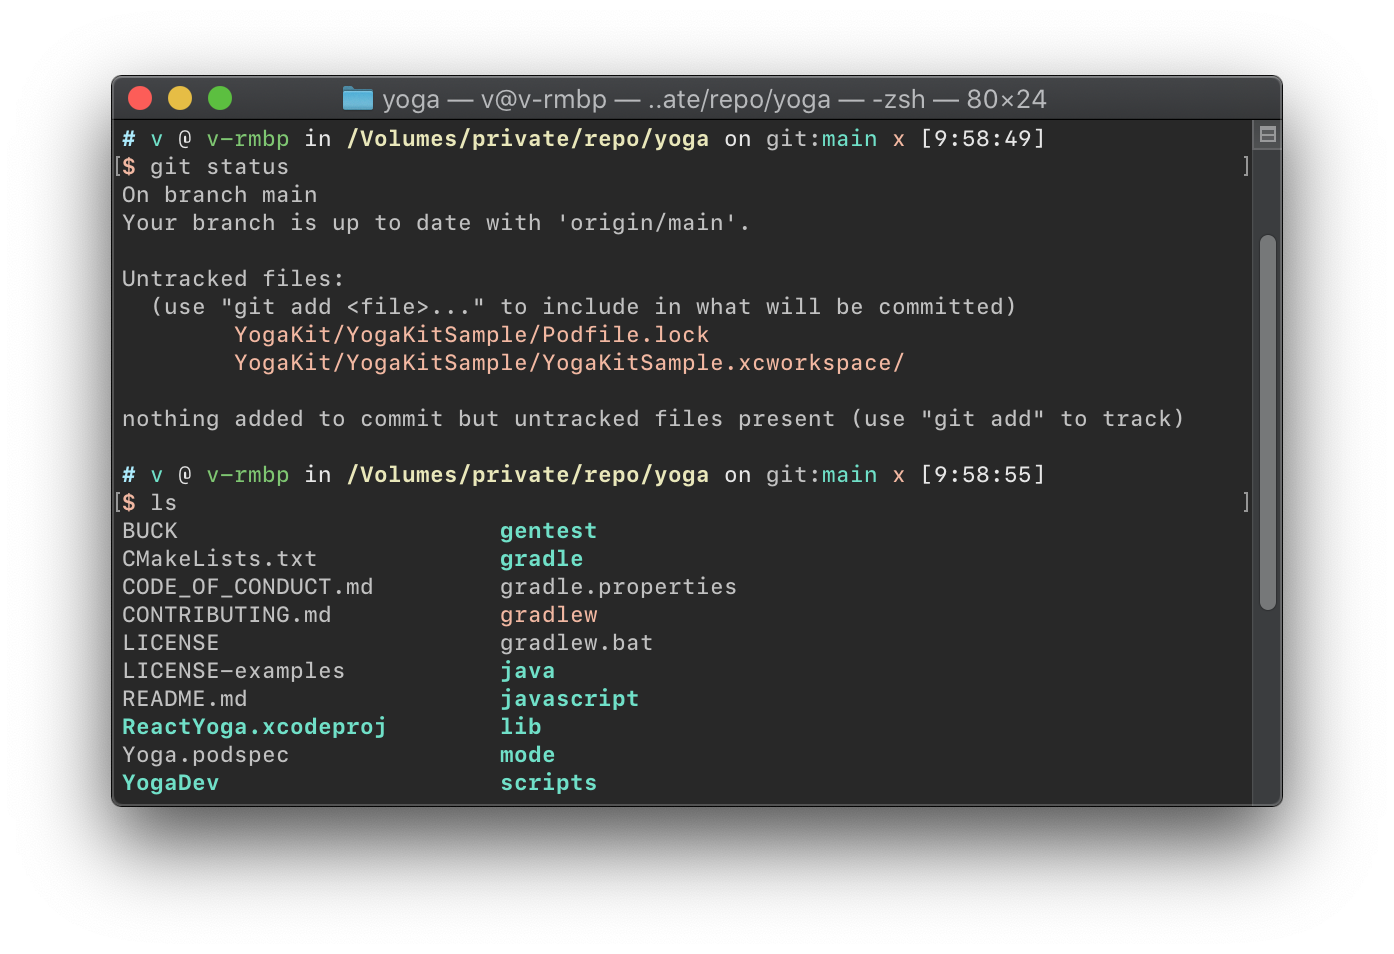 yoga — v@v-rmbp — ..ate/repo/yoga — -zsh — 80×24
# v @ v-rmbp in /Volumes/private/repo/yoga on git:main x [9:58:49]
[$ git status ]
On branch main
Your branch is up to date with 'origin/main'.
Untracked files:
  (use "git add <file>..." to include in what will be committed)
        YogaKit/YogaKitSample/Podfile.lock
        YogaKit/YogaKitSample/YogaKitSample.xcworkspace/
nothing added to commit but untracked files present (use "git add" to track)
# v @ v-rmbp in /Volumes/private/repo/yoga on git:main x [9:58:55]
[$ ls ]
BUCK                       gentest
CMakeLists.txt             gradle
CODE_OF_CONDUCT.md         gradle.properties
CONTRIBUTING.md            gradlew
LICENSE                    gradlew.bat
LICENSE-examples           java
README.md                  javascript
ReactYoga.xcodeproj        lib
Yoga.podspec               mode
YogaDev                    scripts